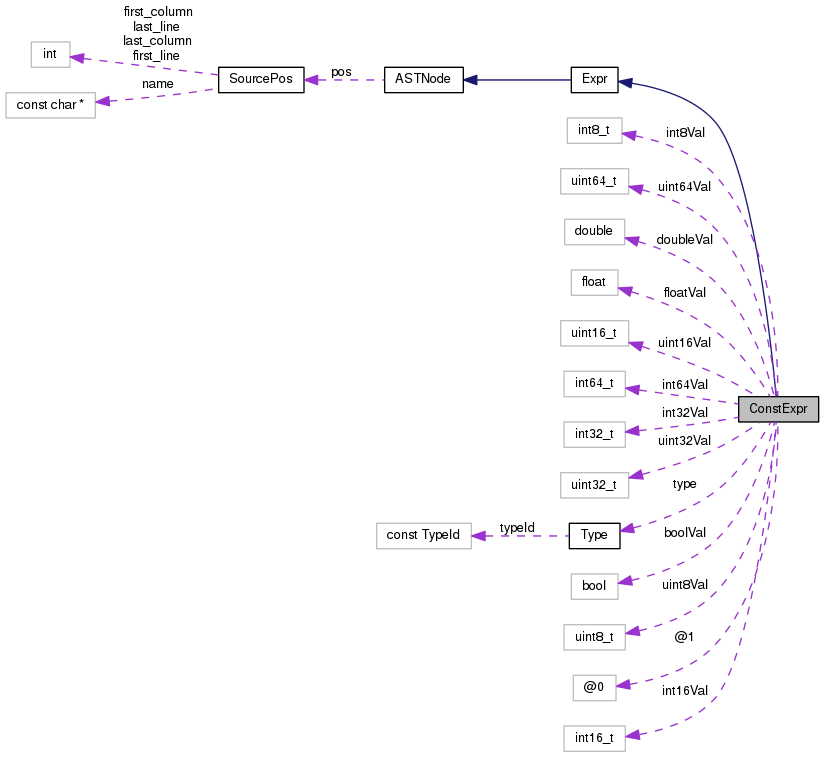 first_column
last_line
last_column
first_line
int
SourcePos
pos
ASTNode
Expr
name
const char *
int8_t
int8Val
uint64_t
uint64Val
double
doubleVal
float
floatVal
uint16_t
uint16Val
int64_t
int64Val
ConstExpr
int32_t
int32Val
uint32Val
uint32_t
type
const TypeId
typeId
Type
boolVal
bool
uint8Val
uint8_t
@1
@0
int16Val
int16_t